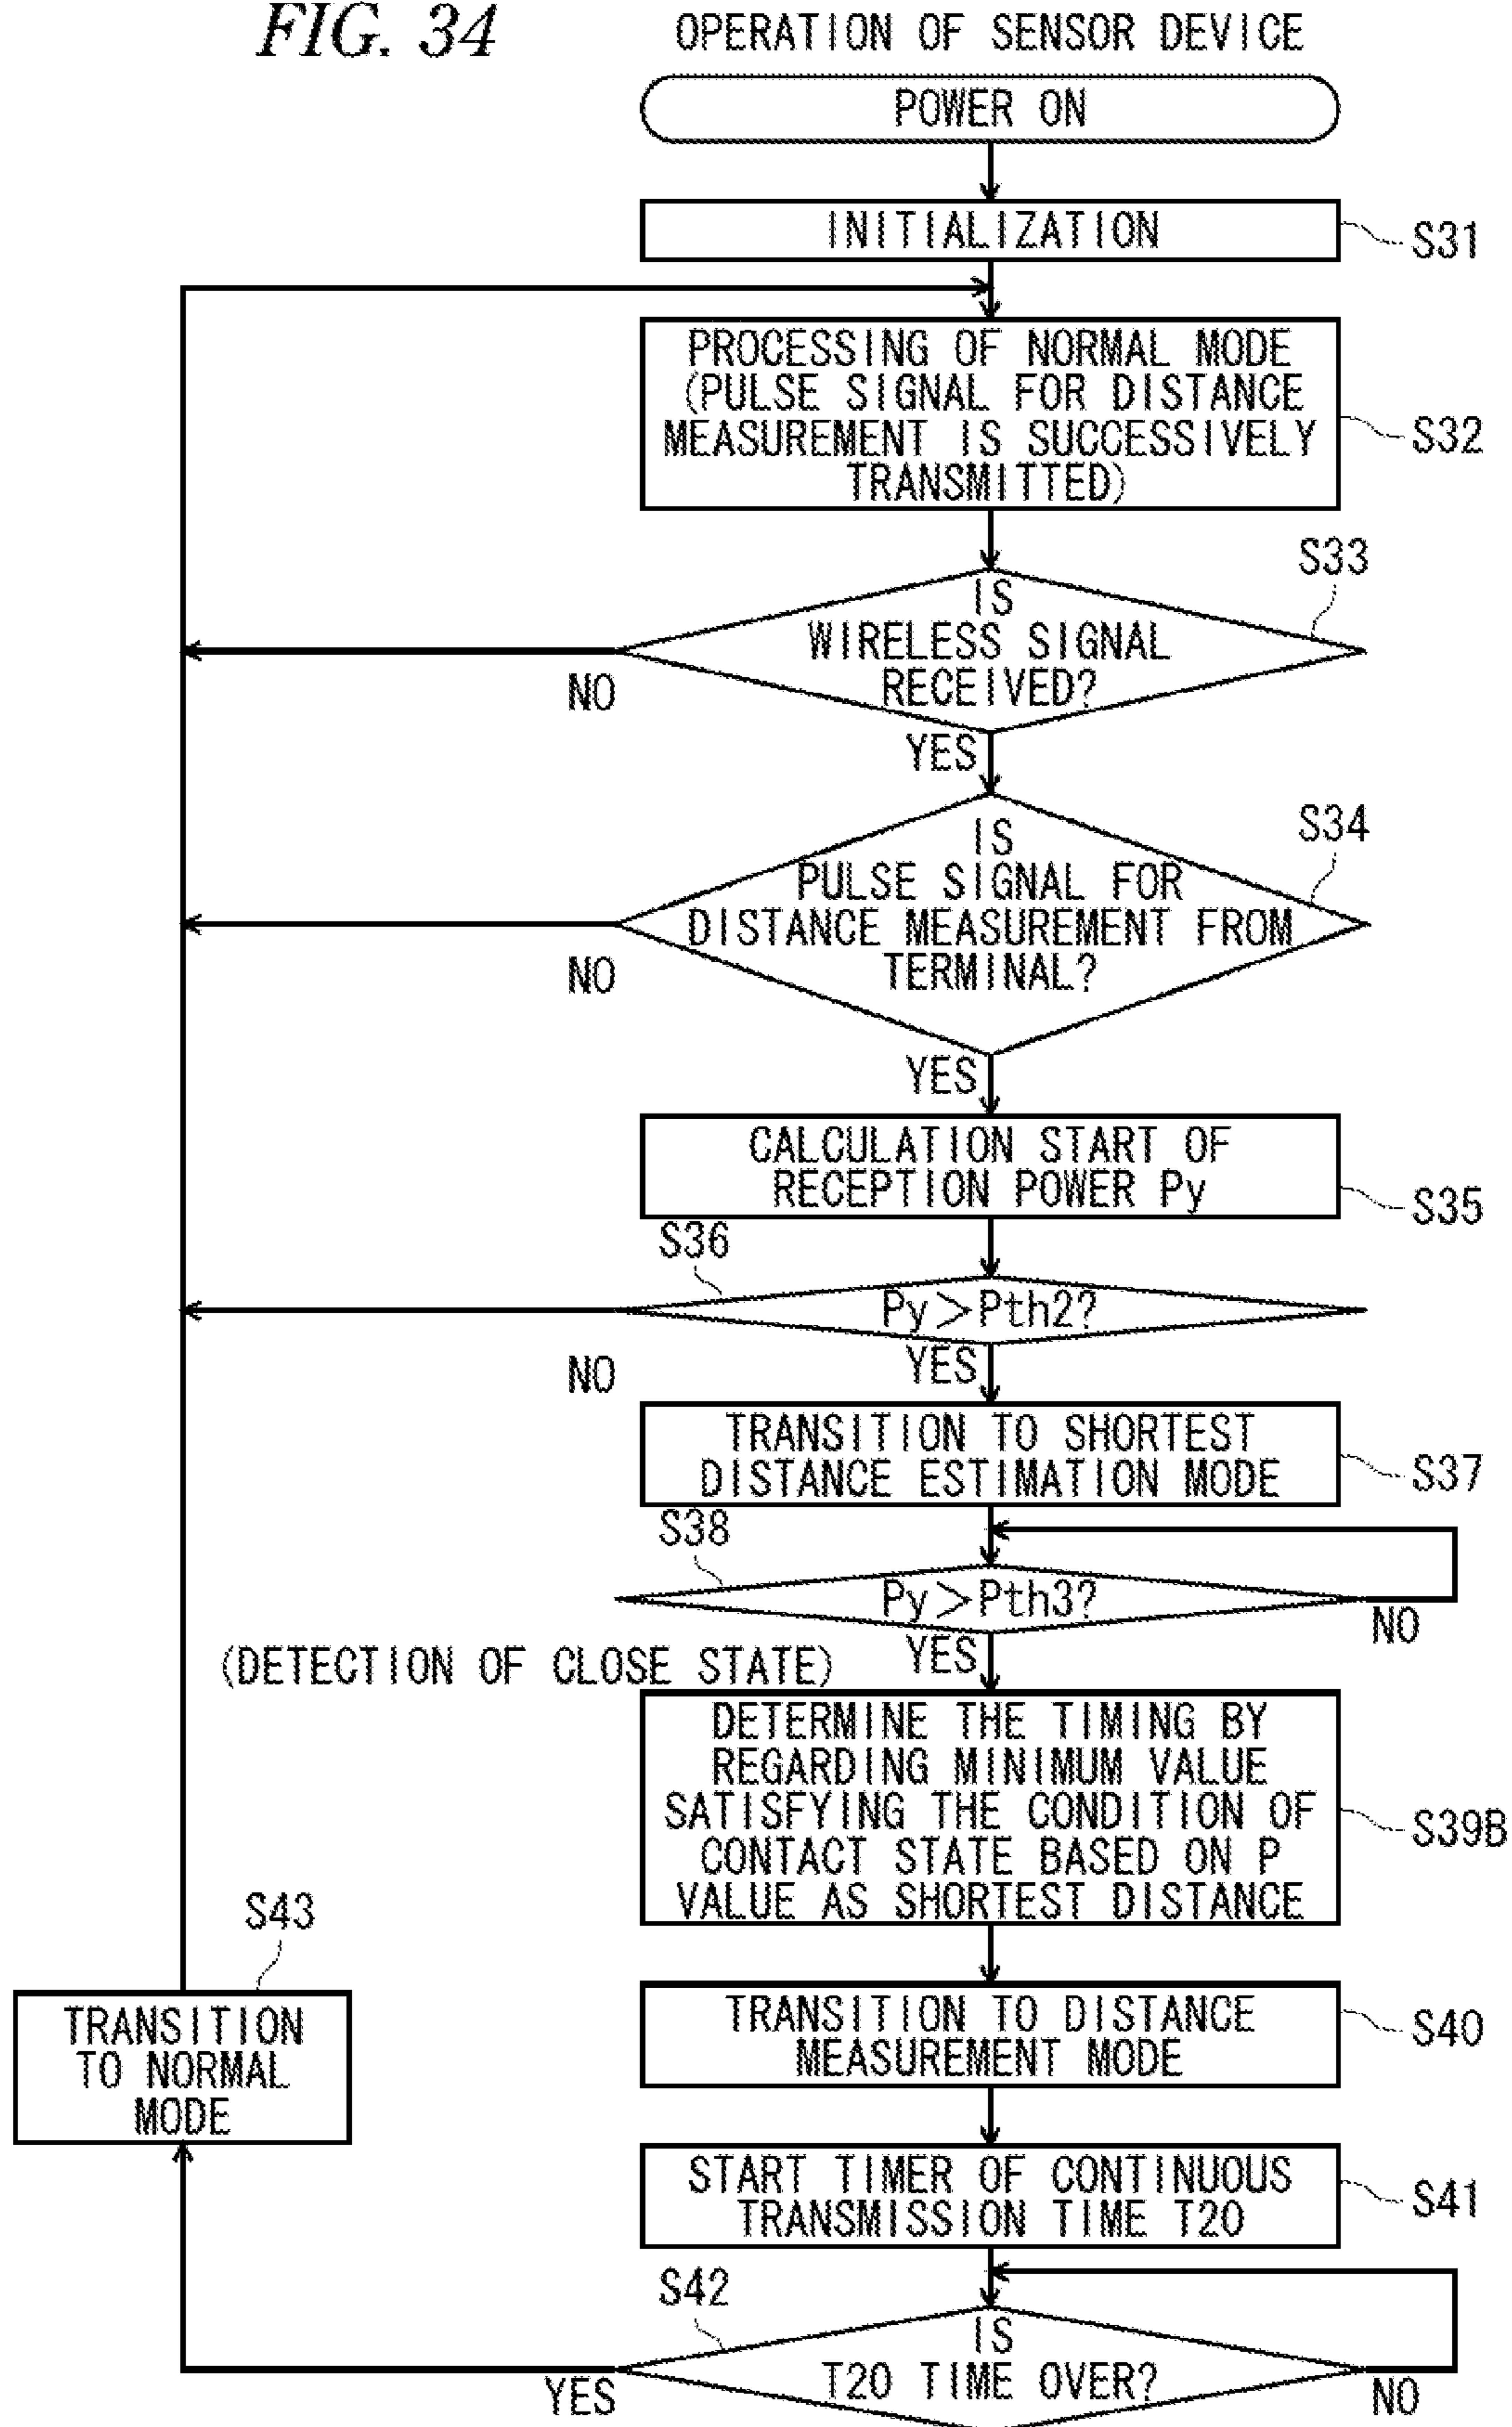 FIG. 34
OPERATION OF SENSOR DEVICE
POWER ON
INITIALIZATION
S31
PROCESSING OF NORMAL MODE
(PULSE SIGNAL FOR DISTANCE
MEASUREMENT IS SUCCESSIVELY
TRANSMITTED)
S32
S33
IS
WIRELESS SIGNAL
RECEIVED?
NO
YES
S34
IS
PULSE SIGNAL FOR
DISTANCE MEASUREMENT FROM
TERMINAL?
NO
YES
CALCULATION START OF
RECEPTION POWER Py
S35
S36
Py＞Pth2?
YES
NO
TRANSITION TO SHORTEST
DISTANCE ESTIMATION MODE
S37
S38
Py＞Pth3?
NO
YES
(DETECTION OF CLOSE STATE)
DETERMINE THE TIMING BY
REGARDING MINIMUM VALUE
SATISFYING THE CONDITION OF
CONTACT STATE BASED ON P
VALUE AS SHORTEST DISTANCE
S39B
S43
TRANSITION
TO NORMAL
MODE
TRANSITION TO DISTANCE
MEASUREMENT MODE
S40
START TIMER OF CONTINUOUS
TRANSMISSION TIME T20
S41
S42
IS
T20 TIME OVER?
YES
NO